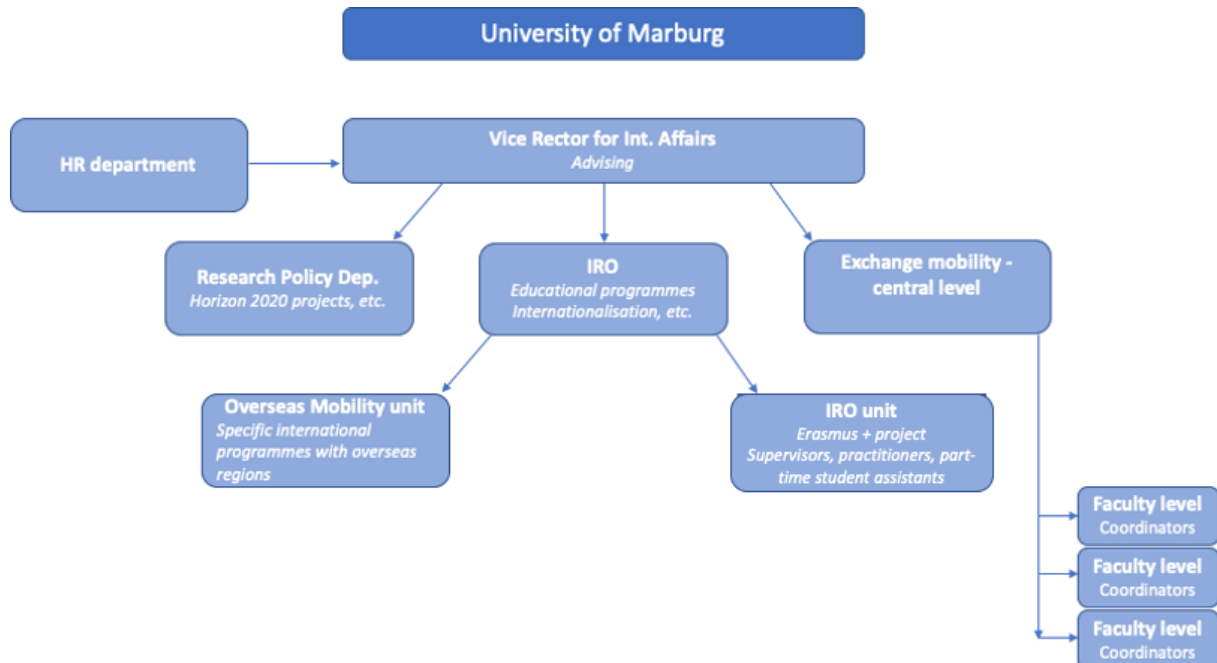 University of Marburg
HR department
Vice Rector for Int. Affairs
Advising
Research Policy Dep.
Horizon 2020 projects, etc.
IRO
Educational programmes
Internationalisation, etc.
Exchange mobility -
central level
Overseas Mobility unit
Specific international
programmes with overseas
regions
IRO unit
Erasmus + project
Supervisors, practitioners, part-
time student assistants
Faculty level
Coordinators
Faculty level
Coordinators
Faculty level
Coordinators